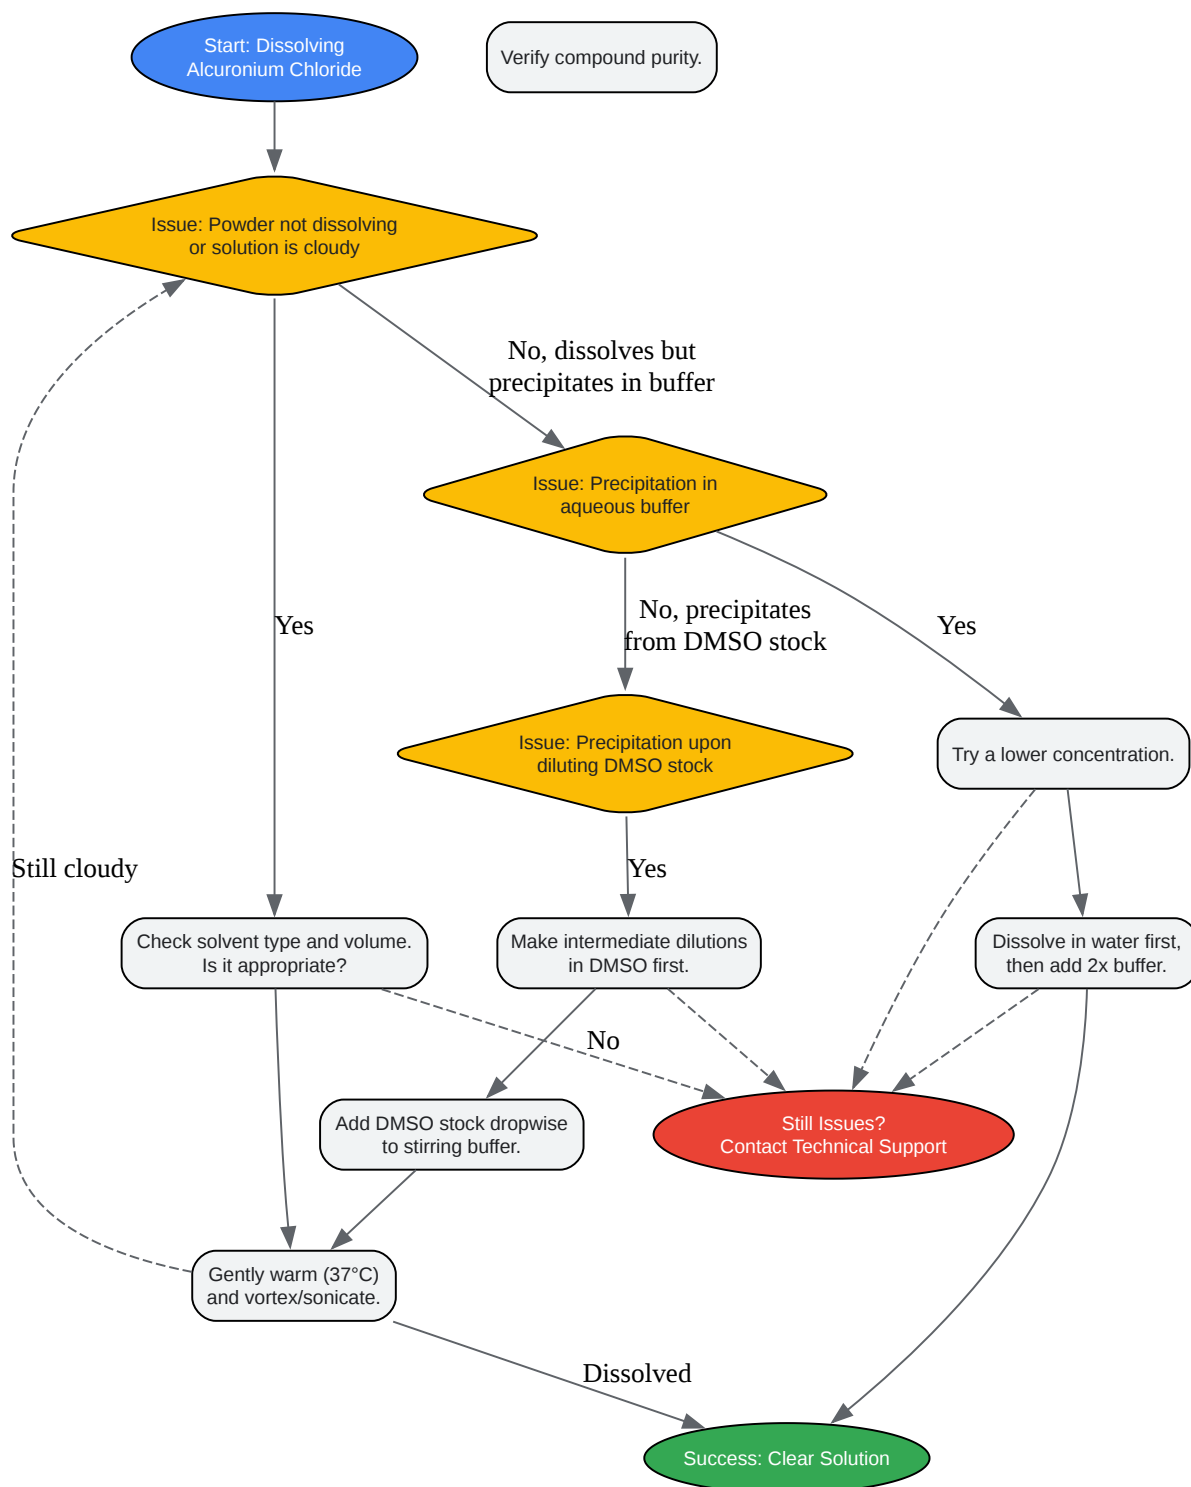 Start: Dissolving
Alcuronium Chloride
Verify compound purity.
Issue: Powder not dissolving
or solution is cloudy
No, dissolves but
precipitates in buffer
Issue: Precipitation in
aqueous buffer
Yes
No, precipitates
from DMSO stock
Yes
Issue: Precipitation upon
diluting DMSO stock
Try a lower concentration.
Still cloudy
Yes
Check solvent type and volume.
Is it appropriate?
Make intermediate dilutions
in DMSO first.
Dissolve in water first,
then add 2x buffer.
No
Add DMSO stock dropwise
to stirring buffer.
Still Issues?
Contact Technical Support
Gently warm (37°C)
and vortex/sonicate.
Dissolved
Success: Clear Solution